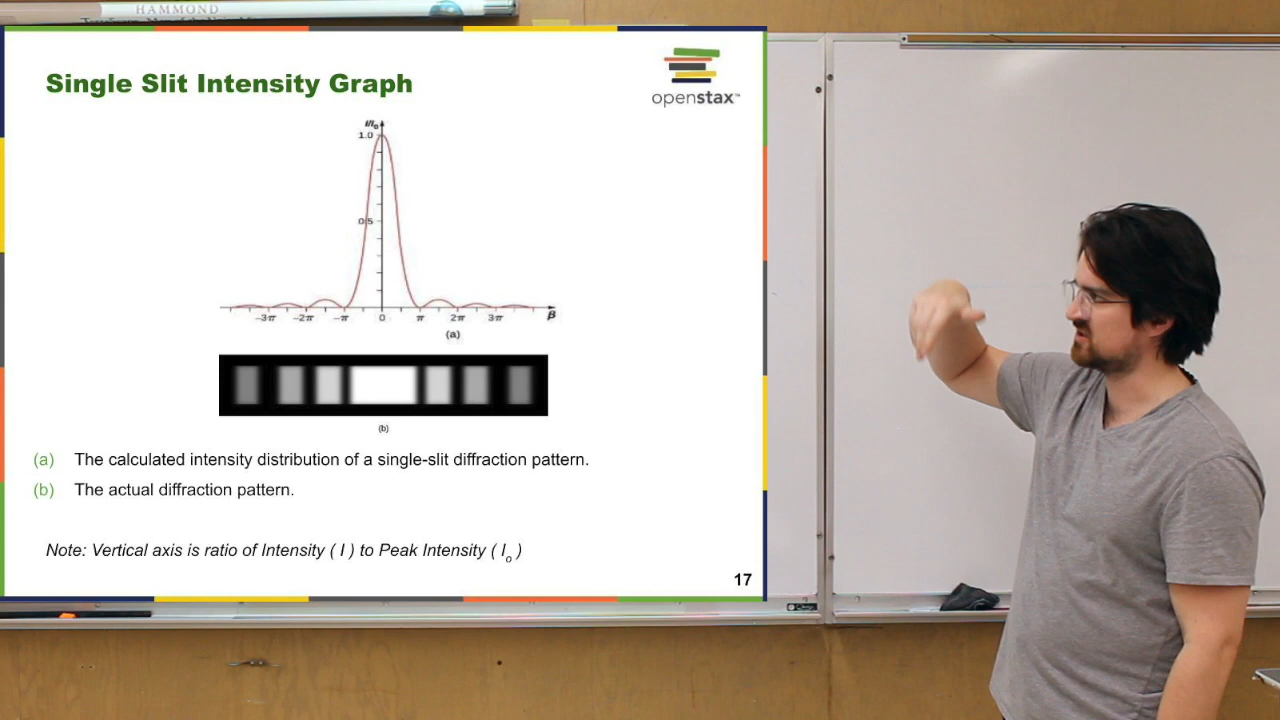 HAMMOND
Single Slit Intensity Graph
openstax™
I/I₀
1.0
0.5
−3π −2π −π 0 π 2π 3π β
(a)
(b)
(a) The calculated intensity distribution of a single-slit diffraction pattern.
(b) The actual diffraction pattern.
Note: Vertical axis is ratio of Intensity ( I ) to Peak Intensity ( Iₒ )
17